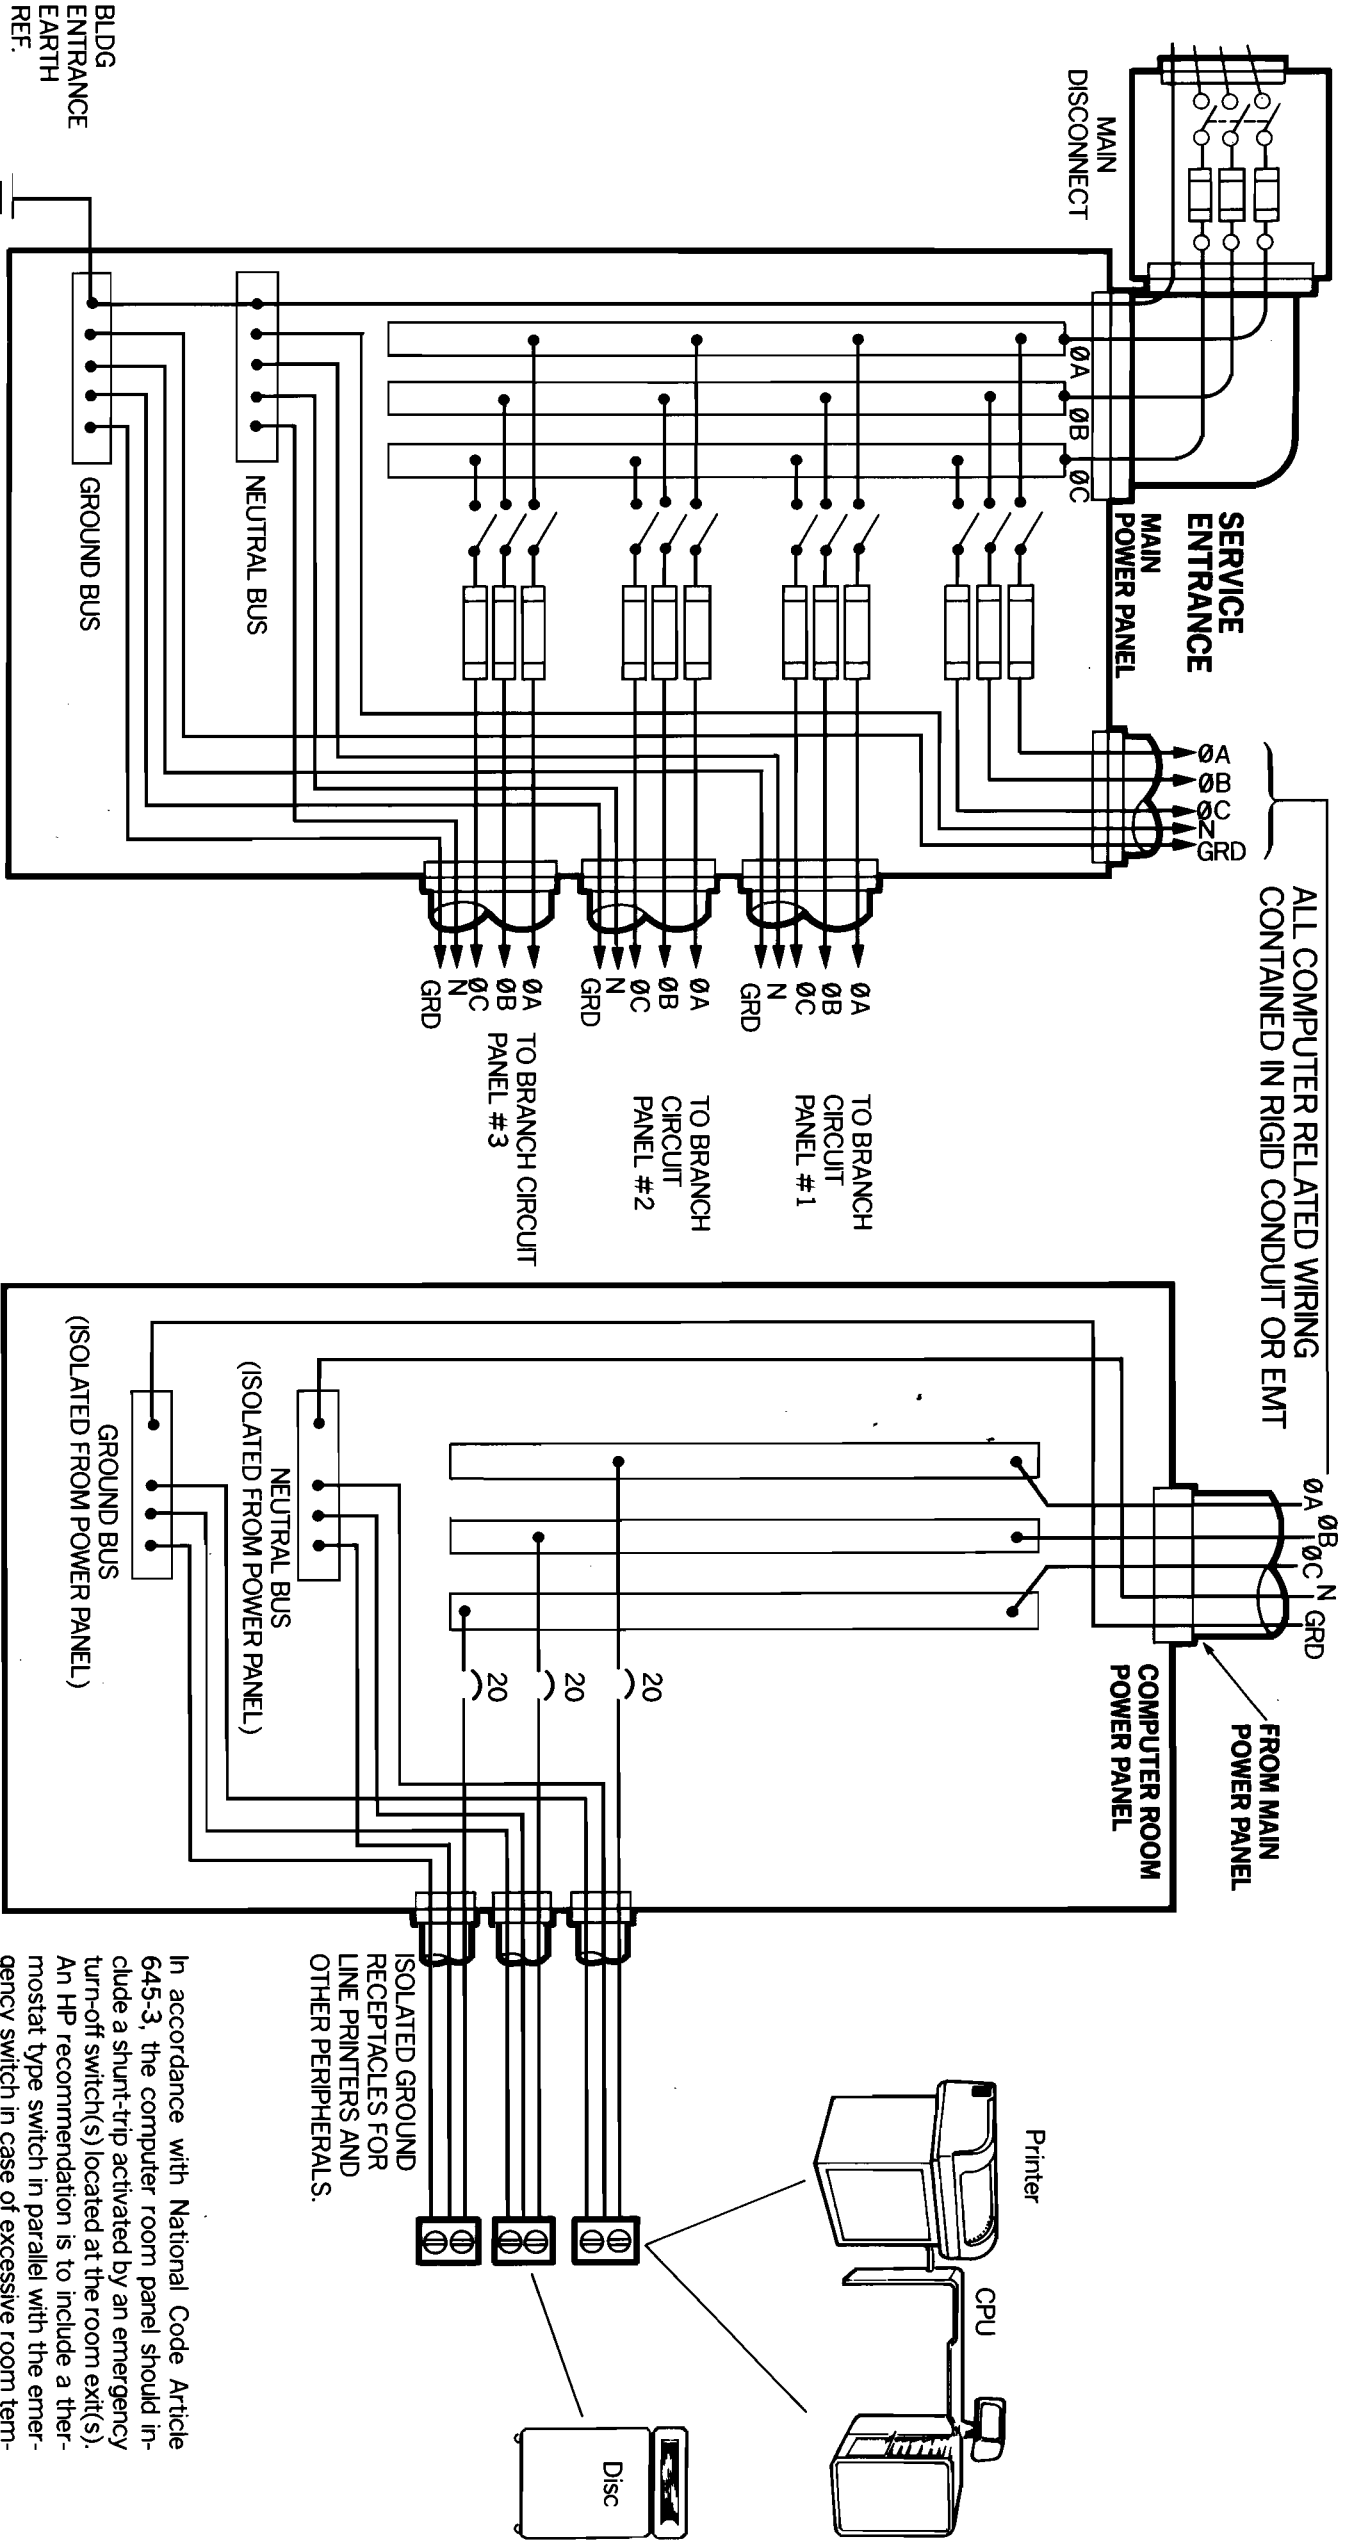 MAIN
DISCONNECT
SERVICE
ENTRANCE
MAIN
POWER PANEL
ØA
ØB
ØC
ØA
ØB
ØC
N
GRD
ALL COMPUTER RELATED WIRING
CONTAINED IN RIGID CONDUIT OR EMT
BLDG
ENTRANCE
EARTH
REF.
NEUTRAL BUS
GROUND BUS
ØA
ØB
ØC
N
GRD
TO BRANCH
CIRCUIT
PANEL #1
ØA
ØB
ØC
N
GRD
TO BRANCH
CIRCUIT
PANEL #2
ØA
ØB
ØC
N
GRD
TO BRANCH CIRCUIT
PANEL #3
ØA
ØB
ØC
N
GRD
FROM MAIN
POWER PANEL
COMPUTER ROOM
POWER PANEL
20
20
20
NEUTRAL BUS
(ISOLATED FROM POWER PANEL)
GROUND BUS
(ISOLATED FROM POWER PANEL)
ISOLATED GROUND
RECEPTACLES FOR
LINE PRINTERS AND
OTHER PERIPHERALS.
Printer
CPU
Disc
In accordance with National Code Article
645-3, the computer room panel should in-
clude a shunt-trip activated by an emergency
turn-off switch(s) located at the room exit(s).
An HP recommendation is to include a ther-
mostat type switch in parallel with the emer-
gency switch in case of excessive room tem-